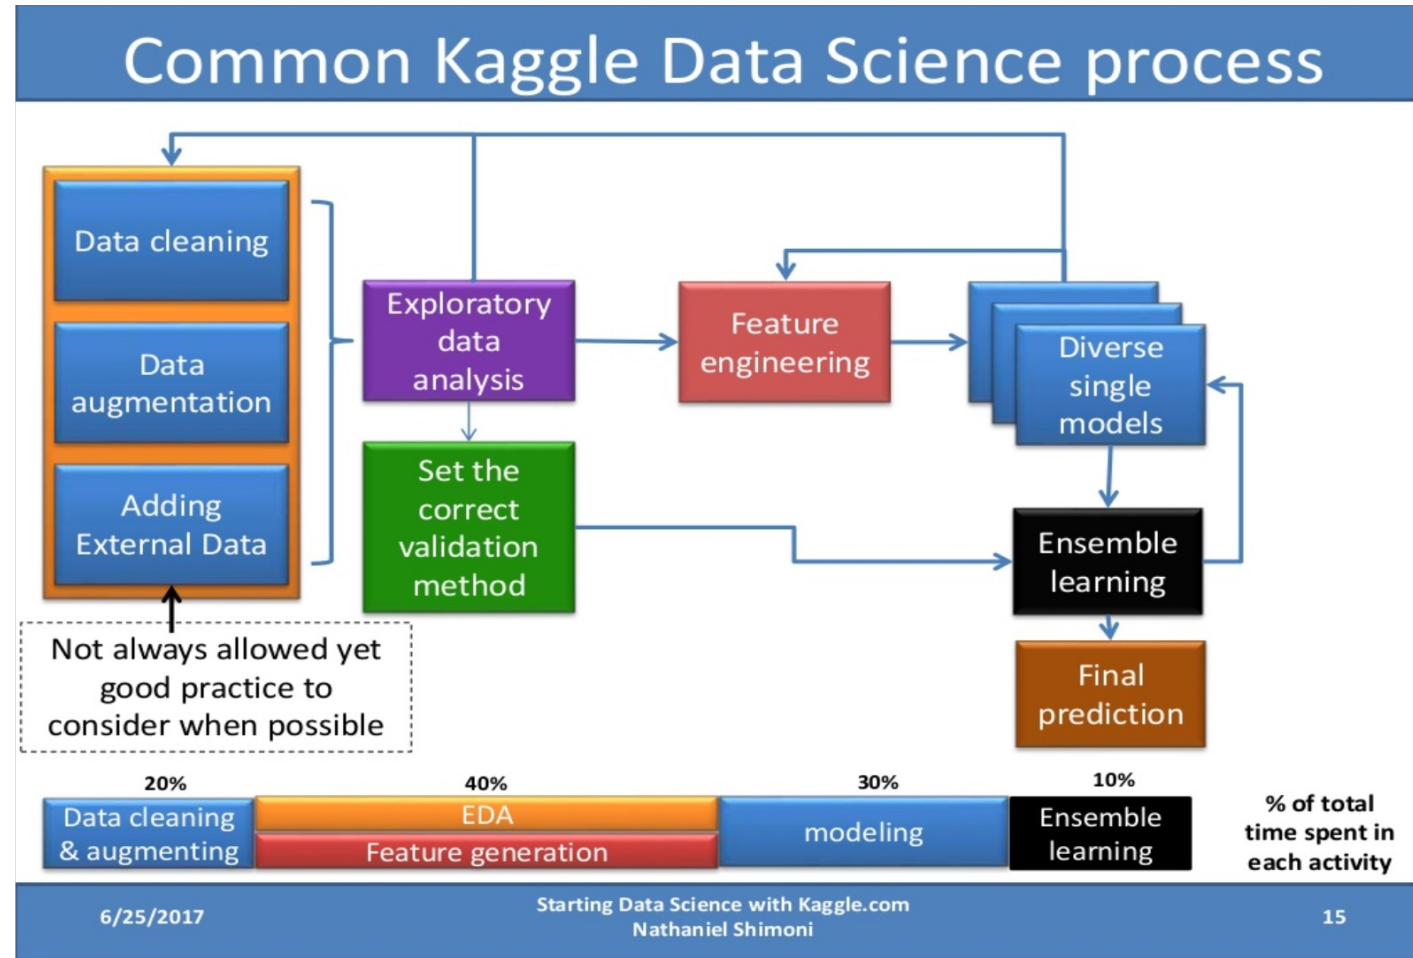 Common Kaggle Data Science process
Data cleaning
Data
augmentation
Adding
External Data
Not always allowed yet
good practice to
consider when possible
Exploratory
data
analysis
Set the
correct
validation
method
Feature
engineering
Diverse
single
models
Ensemble
learning
Final
prediction
20%
40%
30%
10%
Data cleaning
& augmenting
EDA
Feature generation
modeling
Ensemble
learning
% of total
time spent in
each activity
6/25/2017
Starting Data Science with Kaggle.com
Nathaniel Shimoni
15